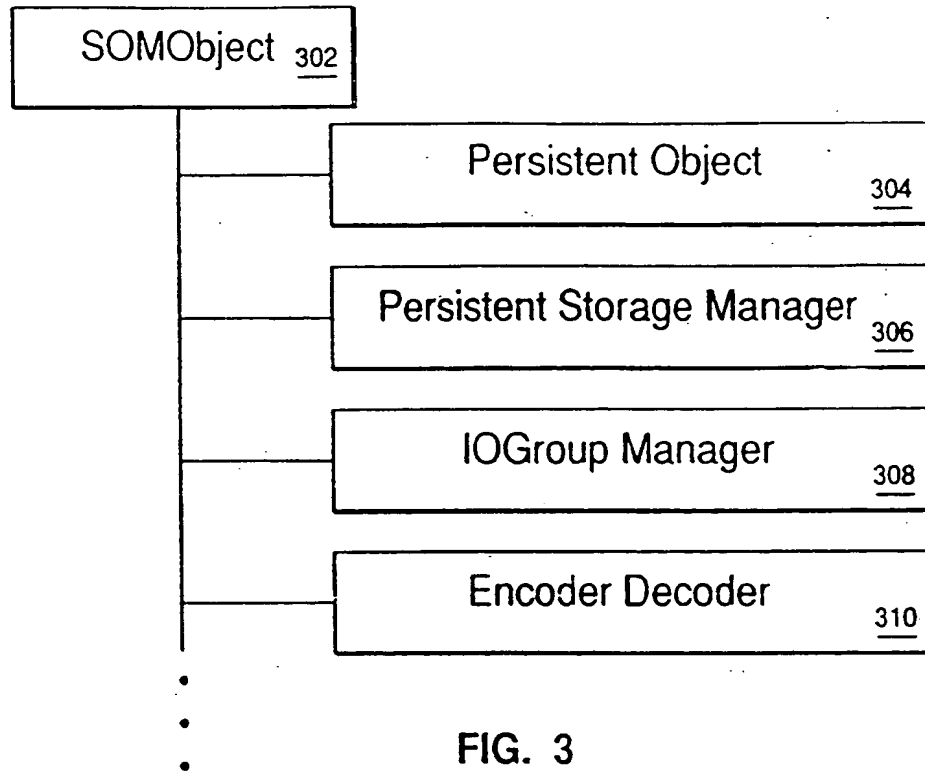 SOMObject 302
Persistent Object
304
Persistent Storage Manager
306
IOGroup Manager
308
Encoder Decoder
310
FIG. 3